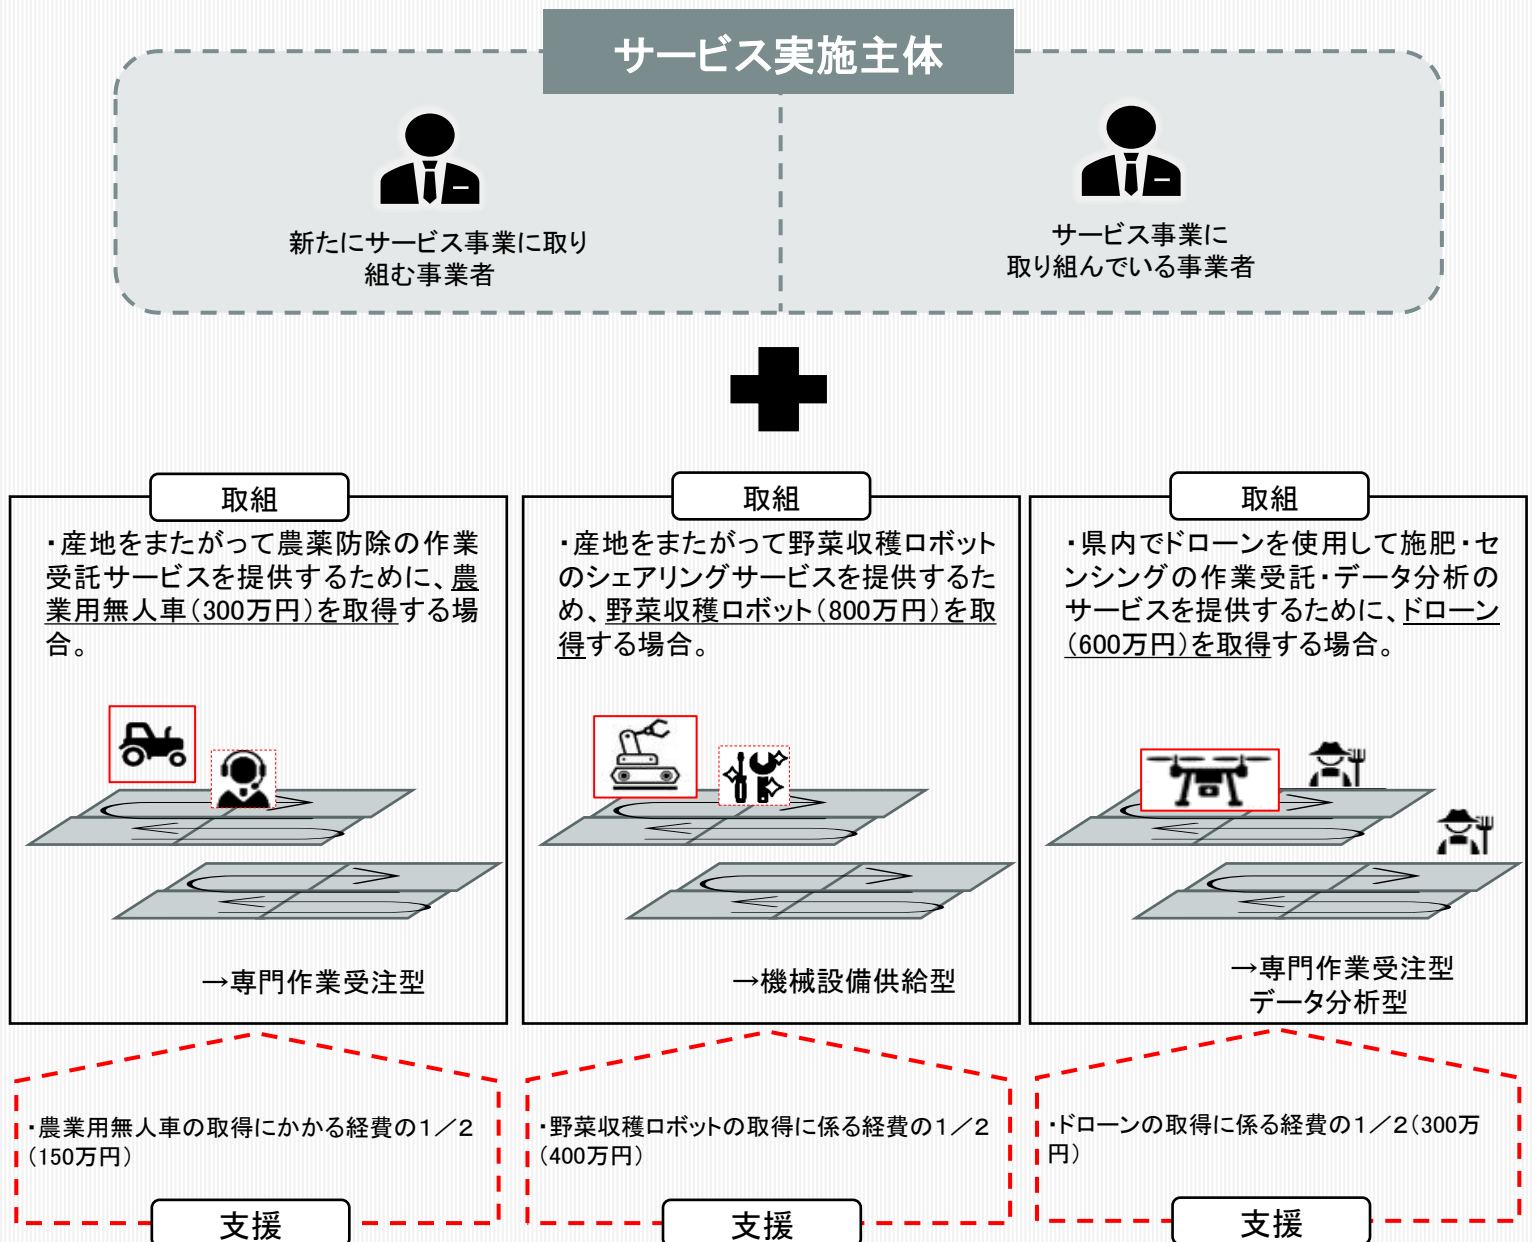 サービス実施主体
新たにサービス事業に取り
組む事業者
サービス事業に
取り組んでいる事業者
取組
・産地をまたがって農薬防除の作業
受託サービスを提供するために、農
業用無人車（300万円）を取得する場
合。
→専門作業受注型
取組
・産地をまたがって野菜収穫ロボット
のシェアリングサービスを提供するた
め、野菜収穫ロボット（800万円）を取
得する場合。
→機械設備供給型
取組
・県内でドローンを使用して施肥・セ
ンシングの作業受託・データ分析の
サービスを提供するために、ドローン
（600万円）を取得する場合。
→専門作業受注型
データ分析型
・農業用無人車の取得にかかる経費の１／２
（150万円）
支援
・野菜収穫ロボットの取得に係る経費の１／２
（400万円）
支援
・ドローンの取得に係る経費の１／２（300万
円）
支援